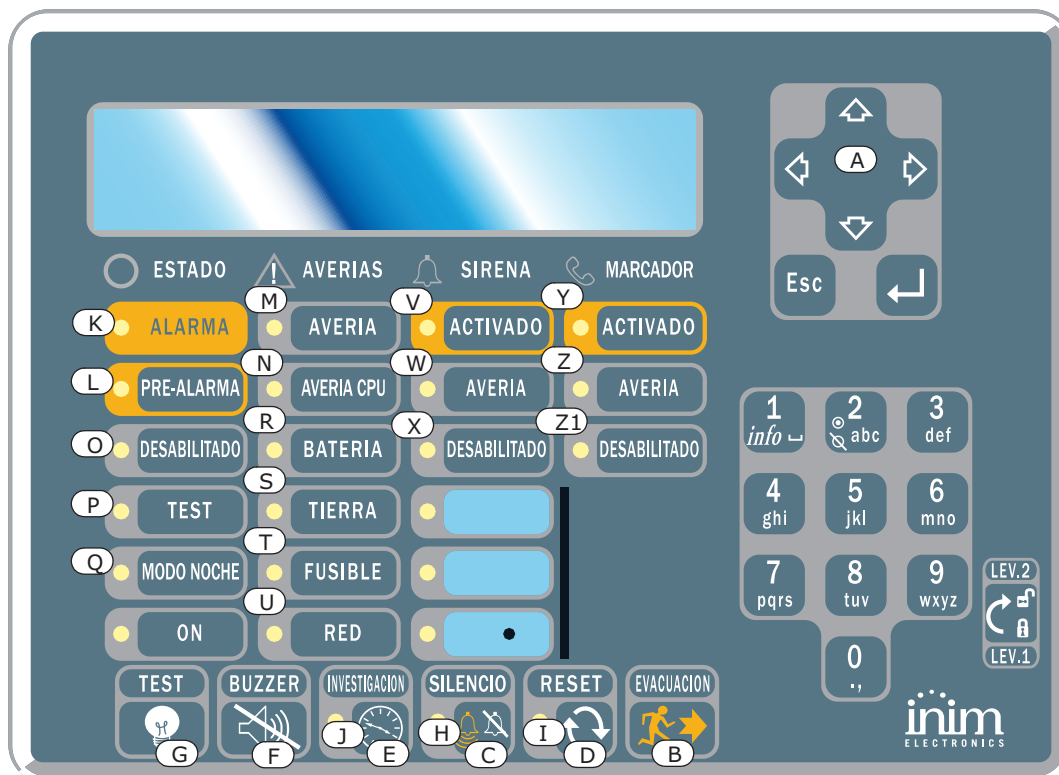 A
ESTADO AVERIAS SIRENA MARCADOR
Esc
M V Y
K ALARMA AVERIA ACTIVADO ACTIVADO
N W Z
L PRE-ALARMA AVERIA CPU AVERIA AVERIA
R X Z1
O DESABILITADO BATERIA DESABILITADO DESABILITADO
S
P TEST TIERRA
T
Q MODO NOCHE FUSIBLE
U
ON RED
1 2 3
info abc def
4 5 6
ghi jkl mno
7 8 9
pqrs tuv wxyz
0
.,
LEV.2
LEV.1
TEST BUZZER INVESTIGACION SILENCIO RESET EVACUACION
J H I
G F E C D B
inim
ELECTRONICS